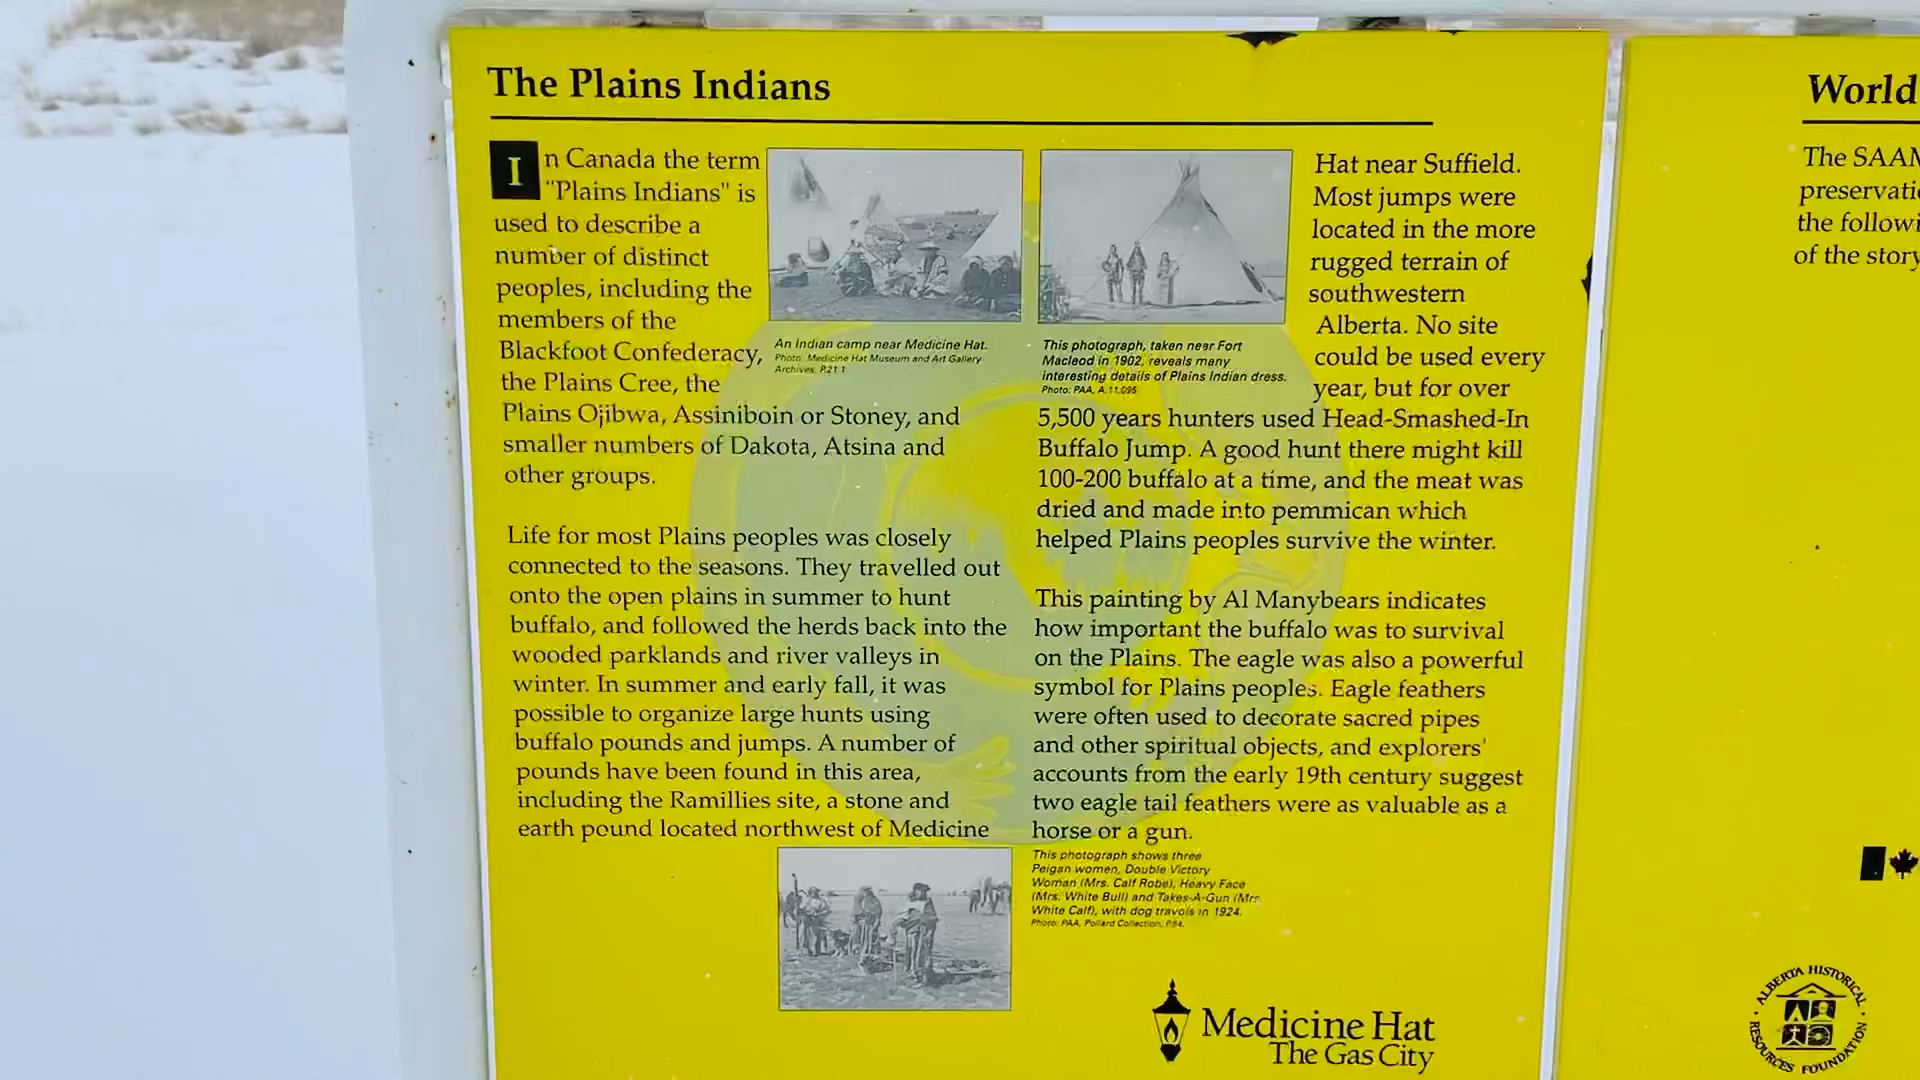 The Plains Indians
In Canada the term
"Plains Indians" is
used to describe a
number of distinct
peoples, including the
members of the
Blackfoot Confederacy,
the Plains Cree, the
Plains Ojibwa, Assiniboin or Stoney, and
smaller numbers of Dakota, Atsina and
other groups.
Life for most Plains peoples was closely
connected to the seasons. They travelled out
onto the open plains in summer to hunt
buffalo, and followed the herds back into the
wooded parklands and river valleys in
winter. In summer and early fall, it was
possible to organize large hunts using
buffalo pounds and jumps. A number of
pounds have been found in this area,
including the Ramillies site, a stone and
earth pound located northwest of Medicine
An Indian camp near Medicine Hat.
Photo: Medicine Hat Museum and Art Gallery
Archives, P.21.1
This photograph, taken near Fort
Macleod in 1902, reveals many
interesting details of Plains Indian dress.
Photo: PAA, A.11,095
Hat near Suffield.
Most jumps were
located in the more
rugged terrain of
southwestern
Alberta. No site
could be used every
year, but for over
5,500 years hunters used Head-Smashed-In
Buffalo Jump. A good hunt there might kill
100-200 buffalo at a time, and the meat was
dried and made into pemmican which
helped Plains peoples survive the winter.
This painting by Al Manybears indicates
how important the buffalo was to survival
on the Plains. The eagle was also a powerful
symbol for Plains peoples. Eagle feathers
were often used to decorate sacred pipes
and other spiritual objects, and explorers'
accounts from the early 19th century suggest
two eagle tail feathers were as valuable as a
horse or a gun.
This photograph shows three
Peigan women, Double Victory
Woman (Mrs. Calf Robe), Heavy Face
(Mrs. White Bull) and Takes-A-Gun (Mrs.
White Calf), with dog travois in 1924.
Photo: PAA, Pollard Collection, P.54.
Medicine Hat
The Gas City
World
The SAAM
preservati
the followi
of the story
ALBERTA HISTORICAL
RESOURCES FOUNDATION